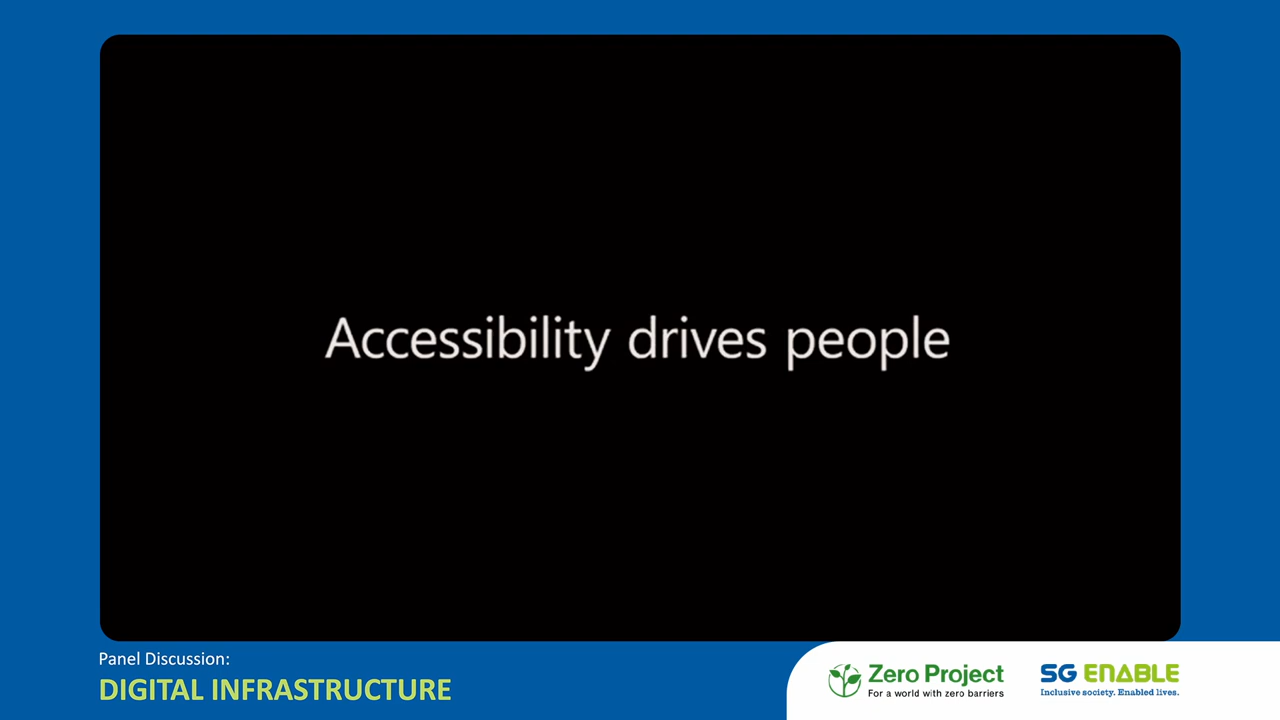 Accessibility drives people
Panel Discussion:
DIGITAL INFRASTRUCTURE
Zero Project
For a world with zero barriers
SG ENABLE
Inclusive society. Enabled lives.